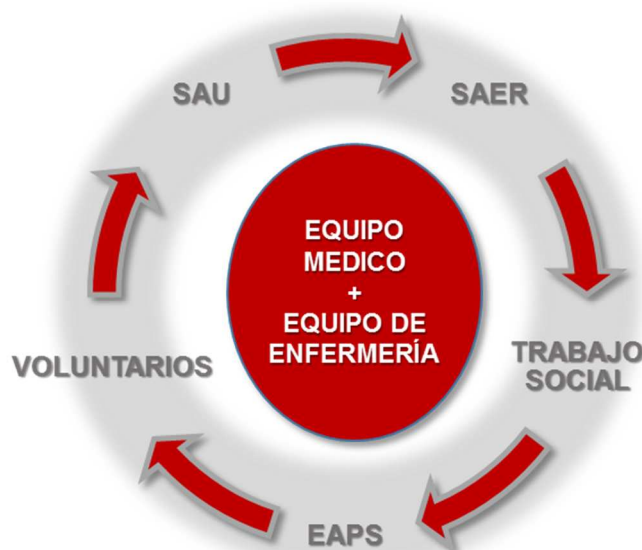 SAU
SAER
EQUIPO
MEDICO
+
EQUIPO DE
ENFERMERÍA
TRABAJO
SOCIAL
EAPS
VOLUNTARIOS